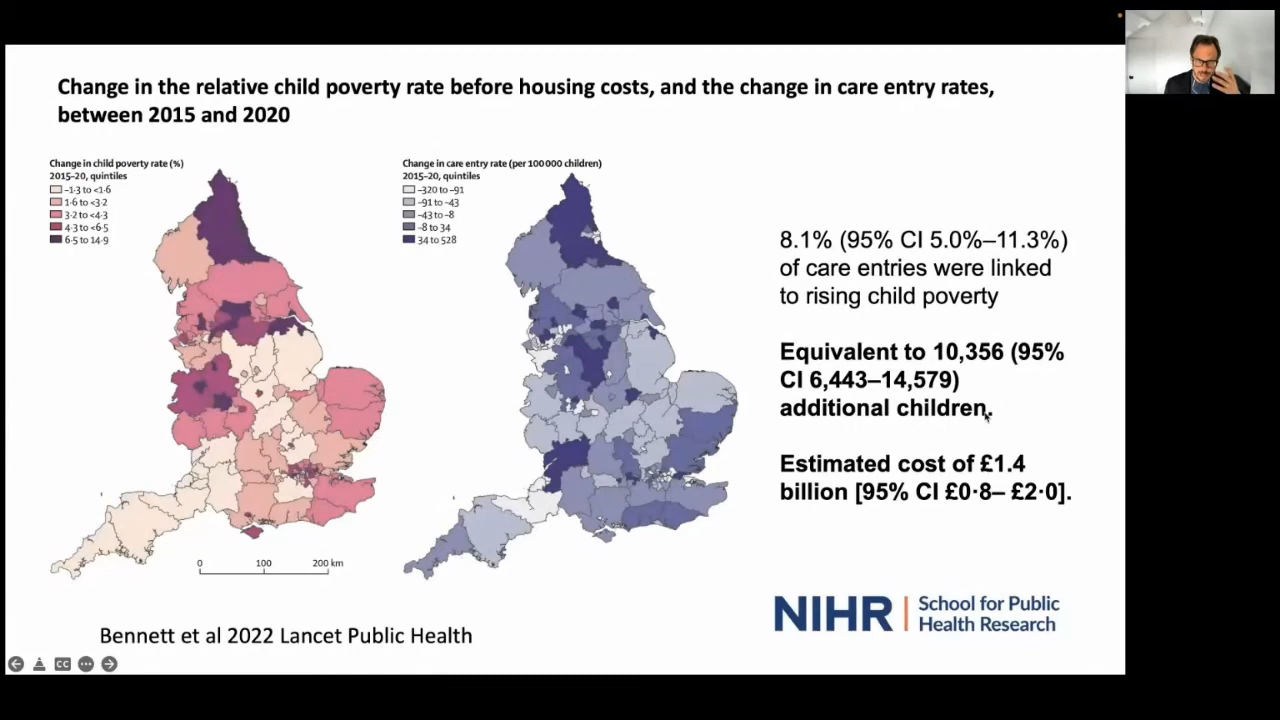 Change in the relative child poverty rate before housing costs, and the change in care entry rates,
between 2015 and 2020
Change in child poverty rate (%)
2015–20, quintiles
–1·3 to <1·6
1·6 to <3·2
3·2 to <4·3
4·3 to <6·5
6·5 to 14·9
0 100 200 km
Change in care entry rate (per 100 000 children)
2015–20, quintiles
–320 to –91
–91 to –43
–43 to –8
–8 to 34
34 to 528
8.1% (95% CI 5.0%–11.3%)
of care entries were linked
to rising child poverty
Equivalent to 10,356 (95%
CI 6,443–14,579)
additional children.
Estimated cost of £1.4
billion [95% CI £0·8– £2·0].
Bennett et al 2022 Lancet Public Health
NIHR School for Public
Health Research
CC